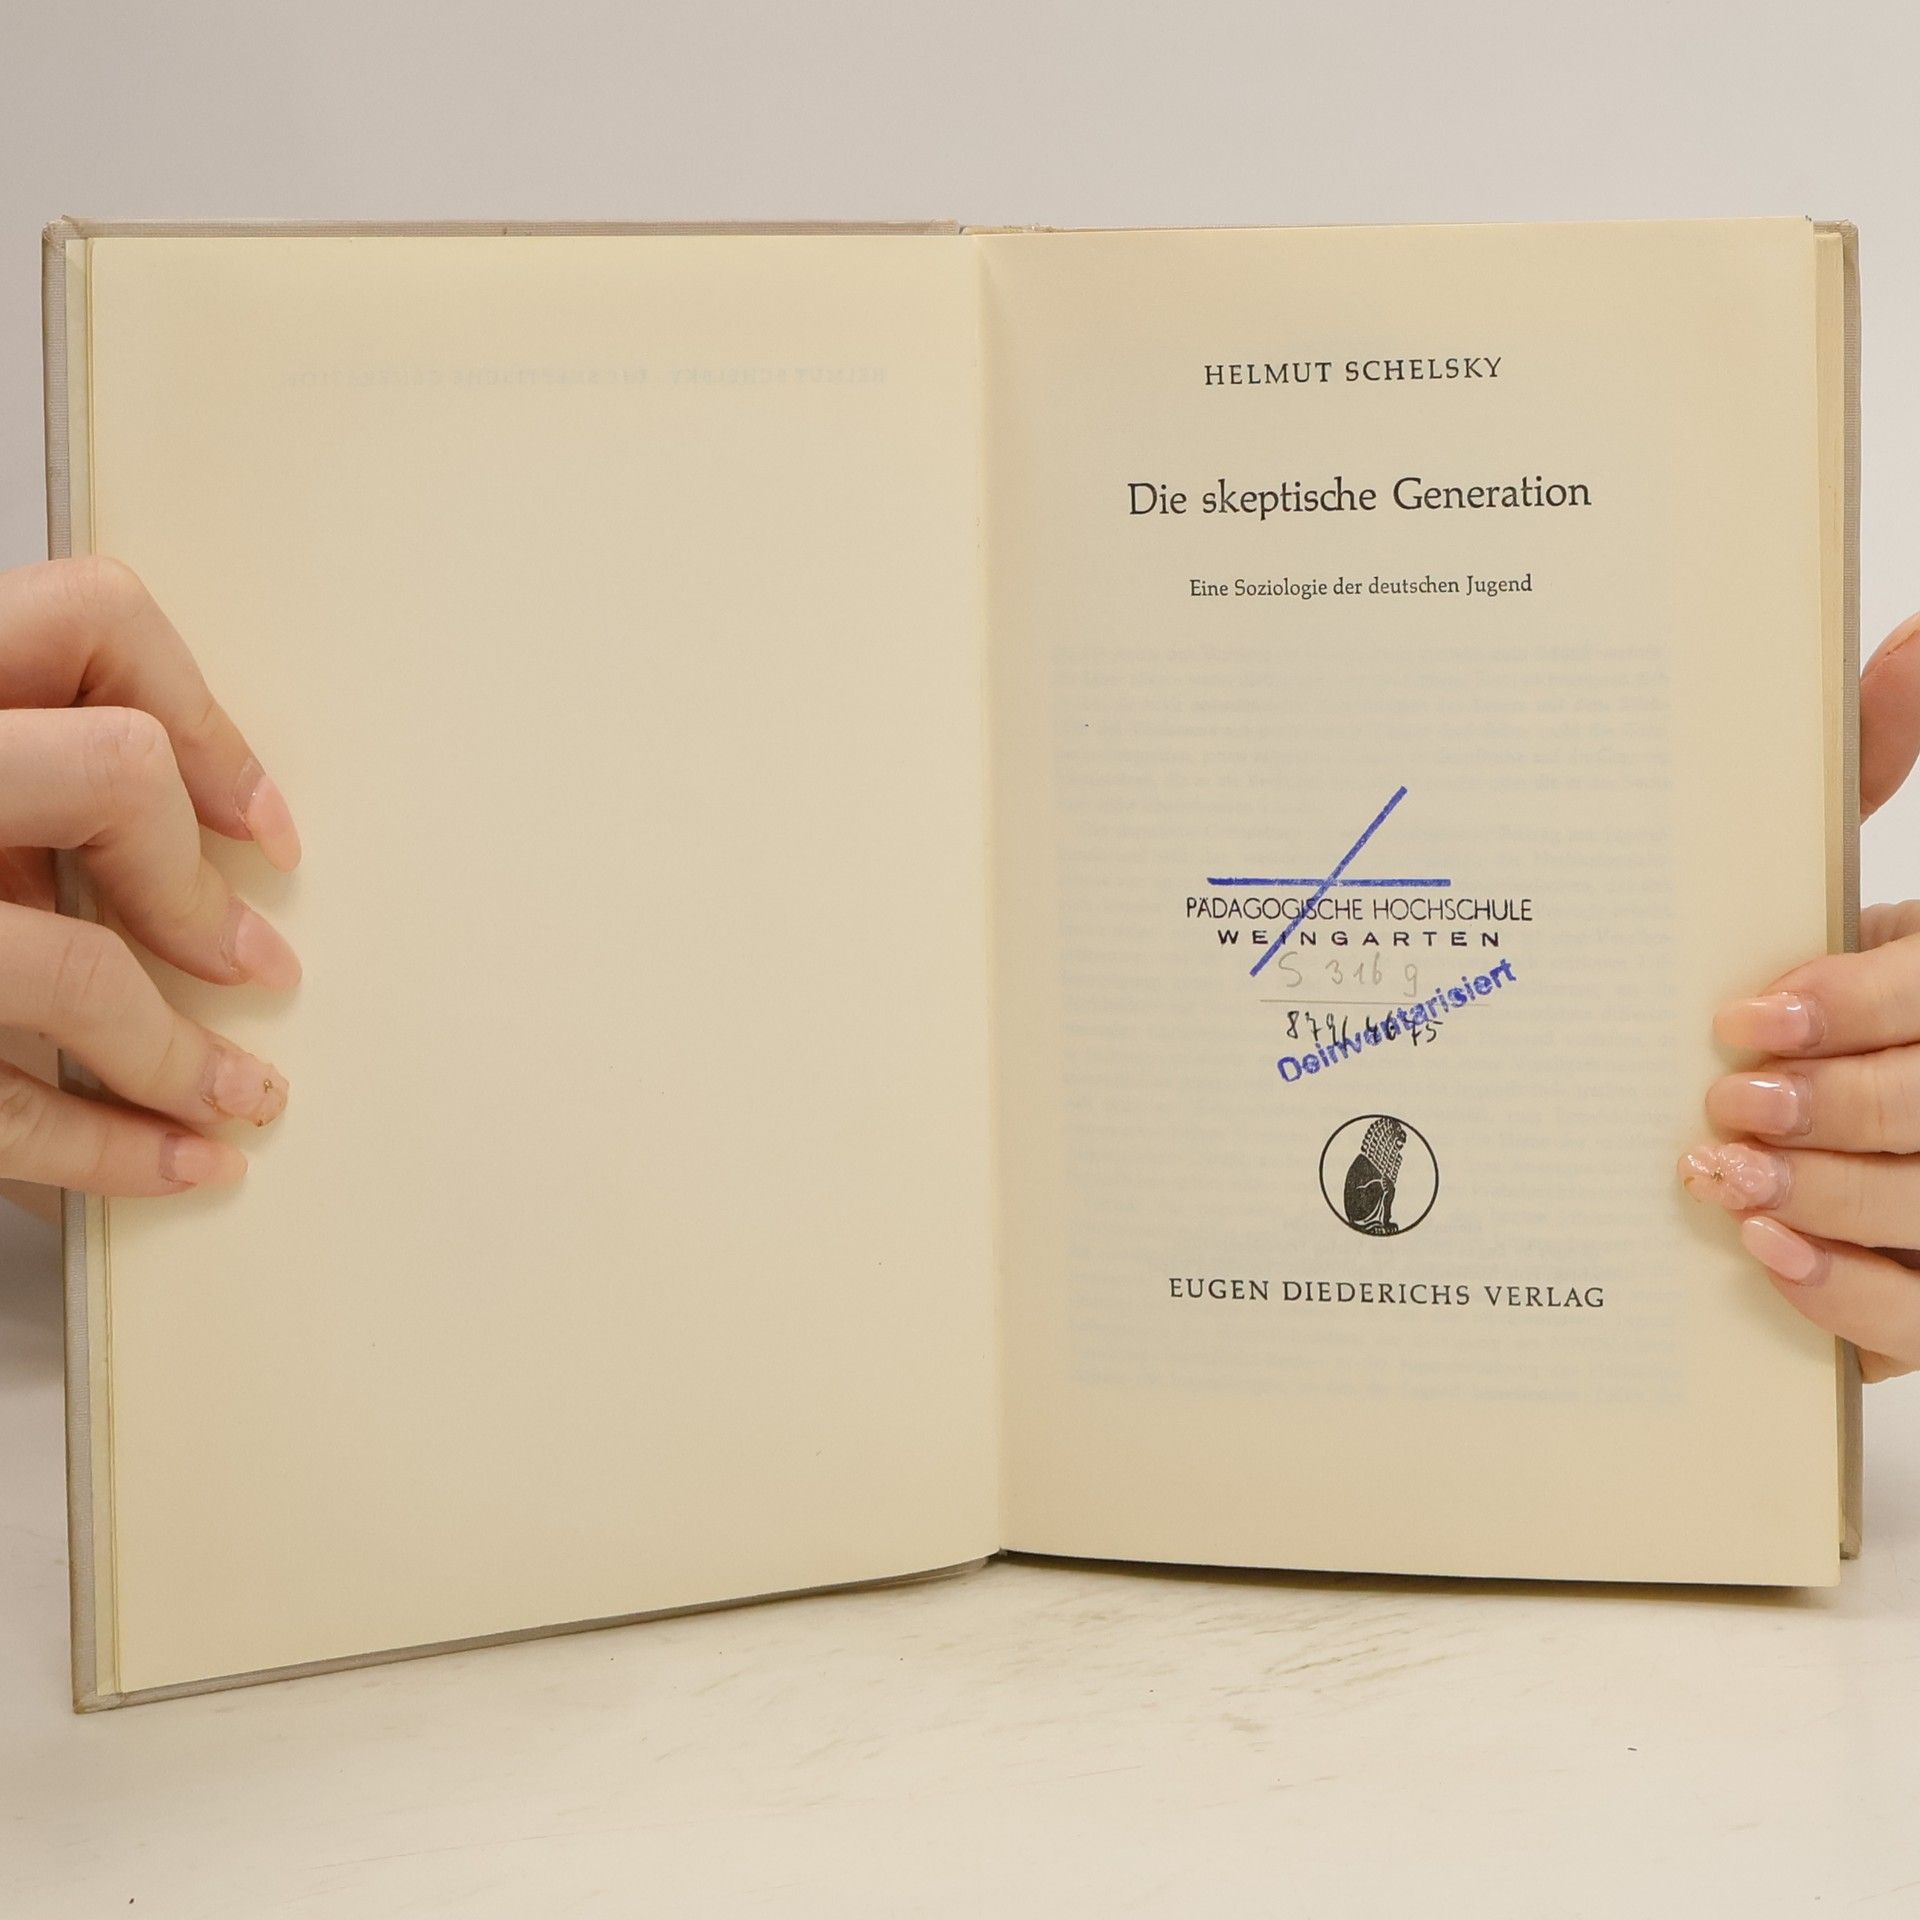 HELMUT SCHELSKY
Die skeptische Generation
Eine Soziologie der deutschen Jugend
PÄDAGOGISCHE HOCHSCHULE
WEINGARTEN
S 316 g
Deinventarisiert
EUGEN DIEDERICHS VERLAG